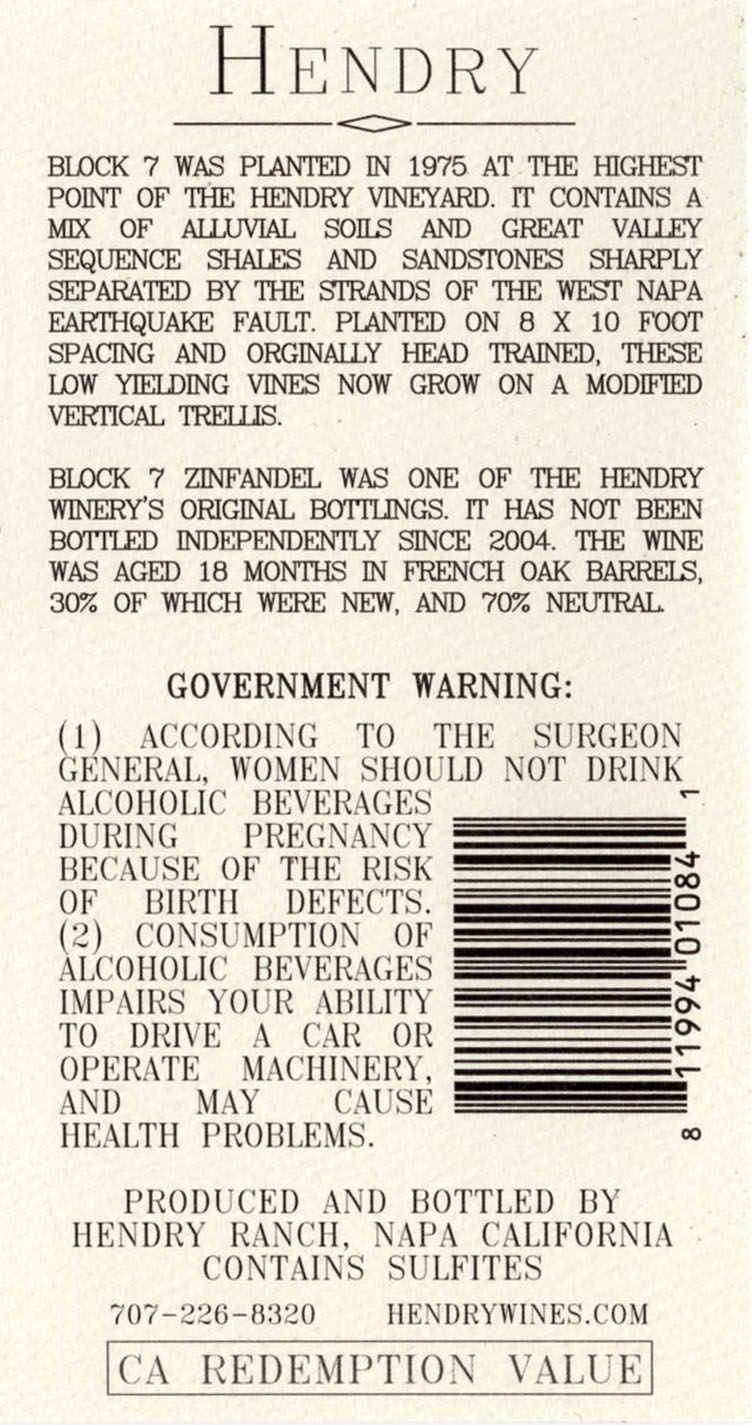 HENDRY
BLOCK 7 WAS PLANTED IN 1975 AT THE HIGHEST
POINT OF THE HENDRY VINEYARD. IT CONTAINS A
MIX OF ALLUVIAL SOILS AND GREAT VALLEY
SEQUENCE SHALES AND SANDSTONES SHARPLY
SEPARATED BY THE STRANDS OF THE WEST NAPA
EARTHQUAKE FAULT. PLANTED ON 8 X 10 FOOT
SPACING AND ORGINALLY HEAD TRAINED, THESE
LOW YIELDING VINES NOW GROW ON A MODIFIED
VERTICAL TRELLIS.
BLOCK 7 ZINFANDEL WAS ONE OF THE HENDRY
WINERY'S ORIGINAL BOTTLINGS. IT HAS NOT BEEN
BOTTLED INDEPENDENTLY SINCE 2004. THE WINE
WAS AGED 18 MONTHS IN FRENCH OAK BARRELS,
30% OF WHICH WERE NEW, AND 70% NEUTRAL.
GOVERNMENT WARNING:
(1) ACCORDING TO THE SURGEON
GENERAL, WOMEN SHOULD NOT DRINK
ALCOHOLIC BEVERAGES
DURING PREGNANCY
BECAUSE OF THE RISK
OF BIRTH DEFECTS.
(2) CONSUMPTION OF
ALCOHOLIC BEVERAGES
IMPAIRS YOUR ABILITY
TO DRIVE A CAR OR
OPERATE MACHINERY,
AND MAY CAUSE
HEALTH PROBLEMS.
8 11994 01084 1
PRODUCED AND BOTTLED BY
HENDRY RANCH, NAPA CALIFORNIA
CONTAINS SULFITES
707-226-8320 HENDRYWINES.COM
CA REDEMPTION VALUE